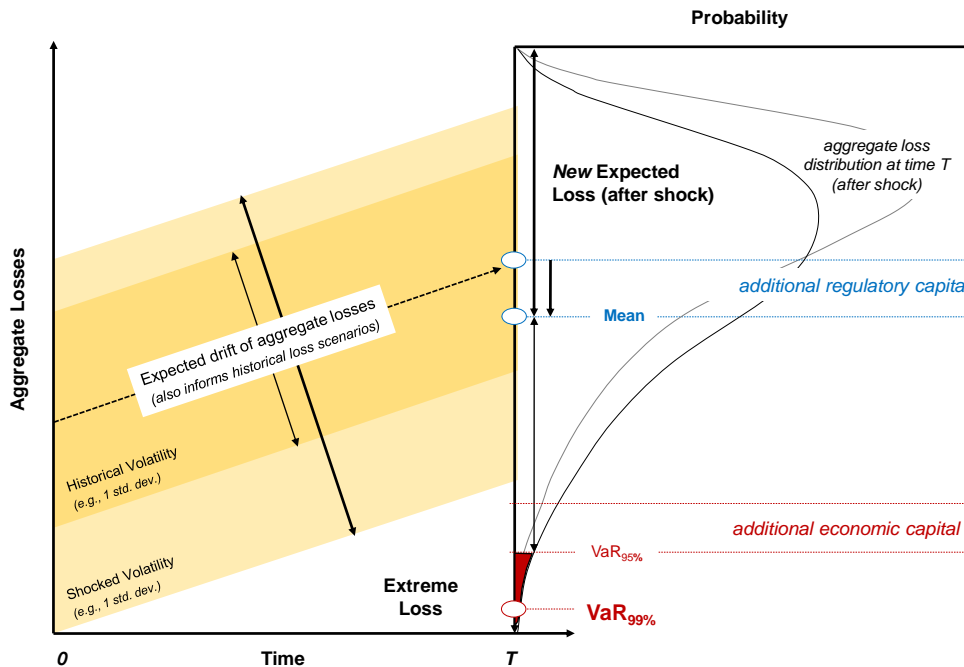 Probability
aggregate loss
distribution at time T
(after shock)
New Expected
Loss (after shock)
additional regulatory capital
Mean
Aggregate Losses
Expected drift of aggregate losses
(also informs historical loss scenarios)
Historical Volatility
(e.g., 1 std. dev.)
additional economic capital
VaR95%
Shocked Volatility
(e.g., 1 std. dev.)
Extreme
Loss
VaR99%
0
Time
T